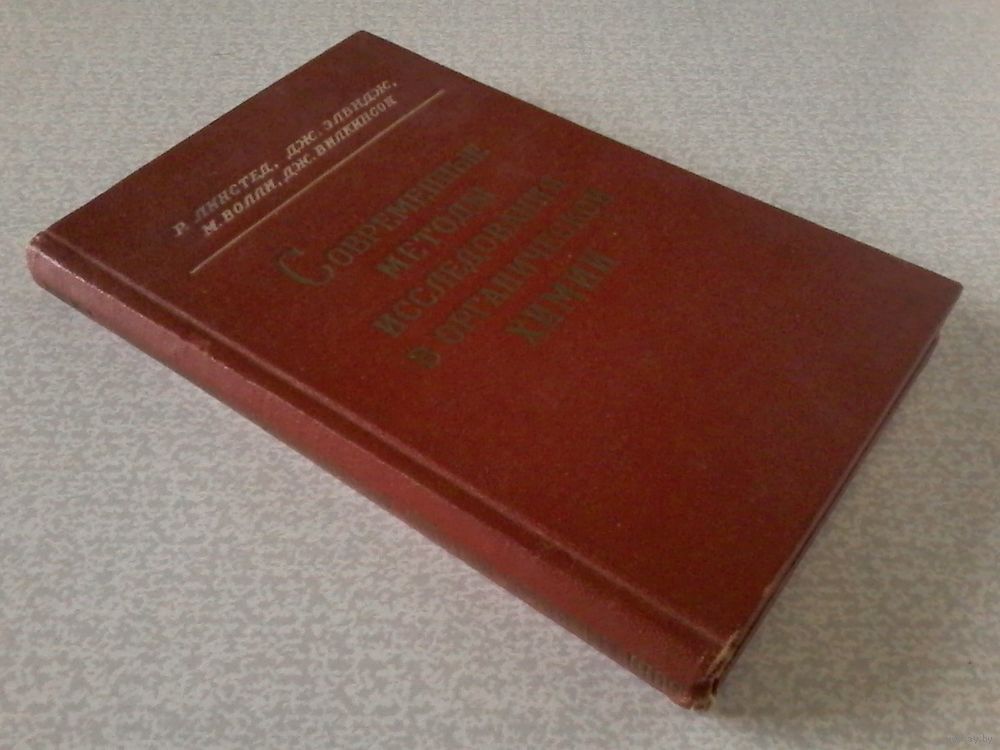 Р. ЛИНСТЕД, ДЖ. ЭЛВИДЖ,
М. ВОЛЛИ, ДЖ. ВИЛКИНСОН
СОВРЕМЕННЫЕ
МЕТОДЫ
ИССЛЕДОВАНИЯ
В ОРГАНИЧЕСКОЙ
ХИМИИ